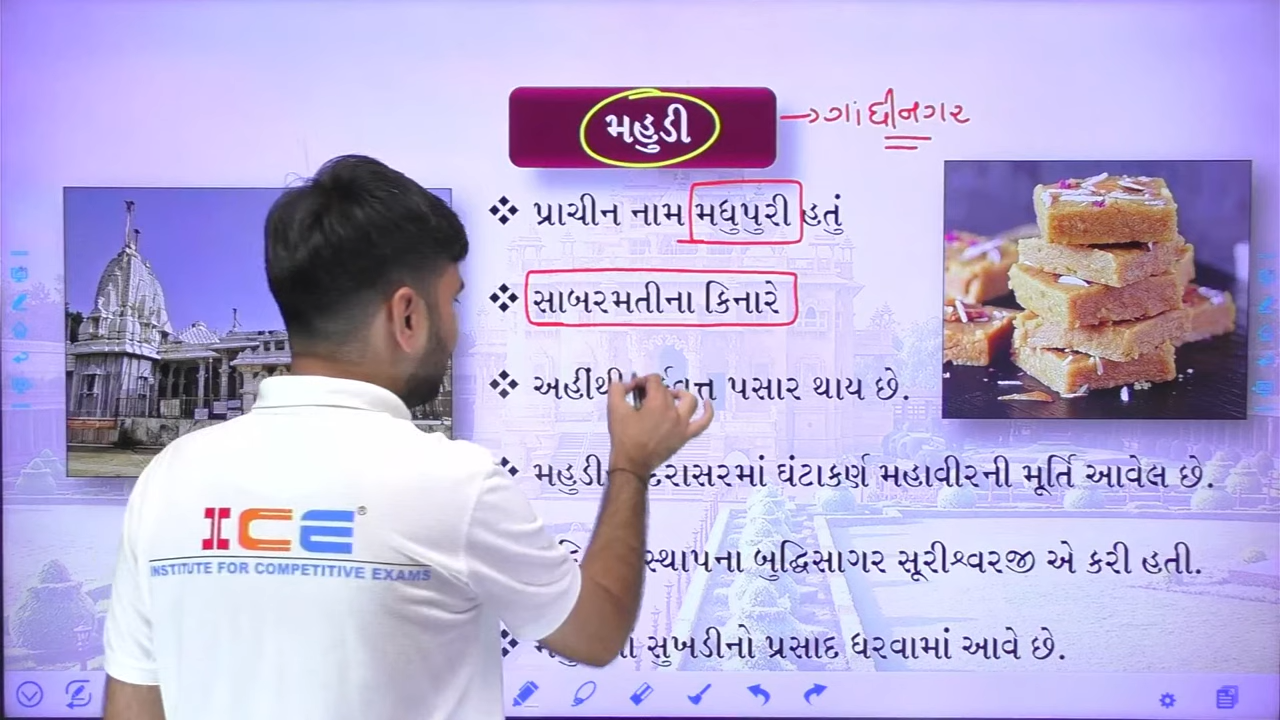 મહુડી → ગાંધીનગર
❖ પ્રાચીન નામ મધુપુરી હતું
❖ સાબરમતીના કિનારે
❖ અહીંથી પસાર થાય છે.
❖ મહુડી દેરાસરમાં ઘંટાકર્ણ મહાવીરની મૂર્તિ આવેલ છે.
સ્થાપના બુદ્ધિસાગર સૂરીશ્વરજી એ કરી હતી.
❖ સુખડીનો પ્રસાદ ધરવામાં આવે છે.
ICE®
INSTITUTE FOR COMPETITIVE EXAMS